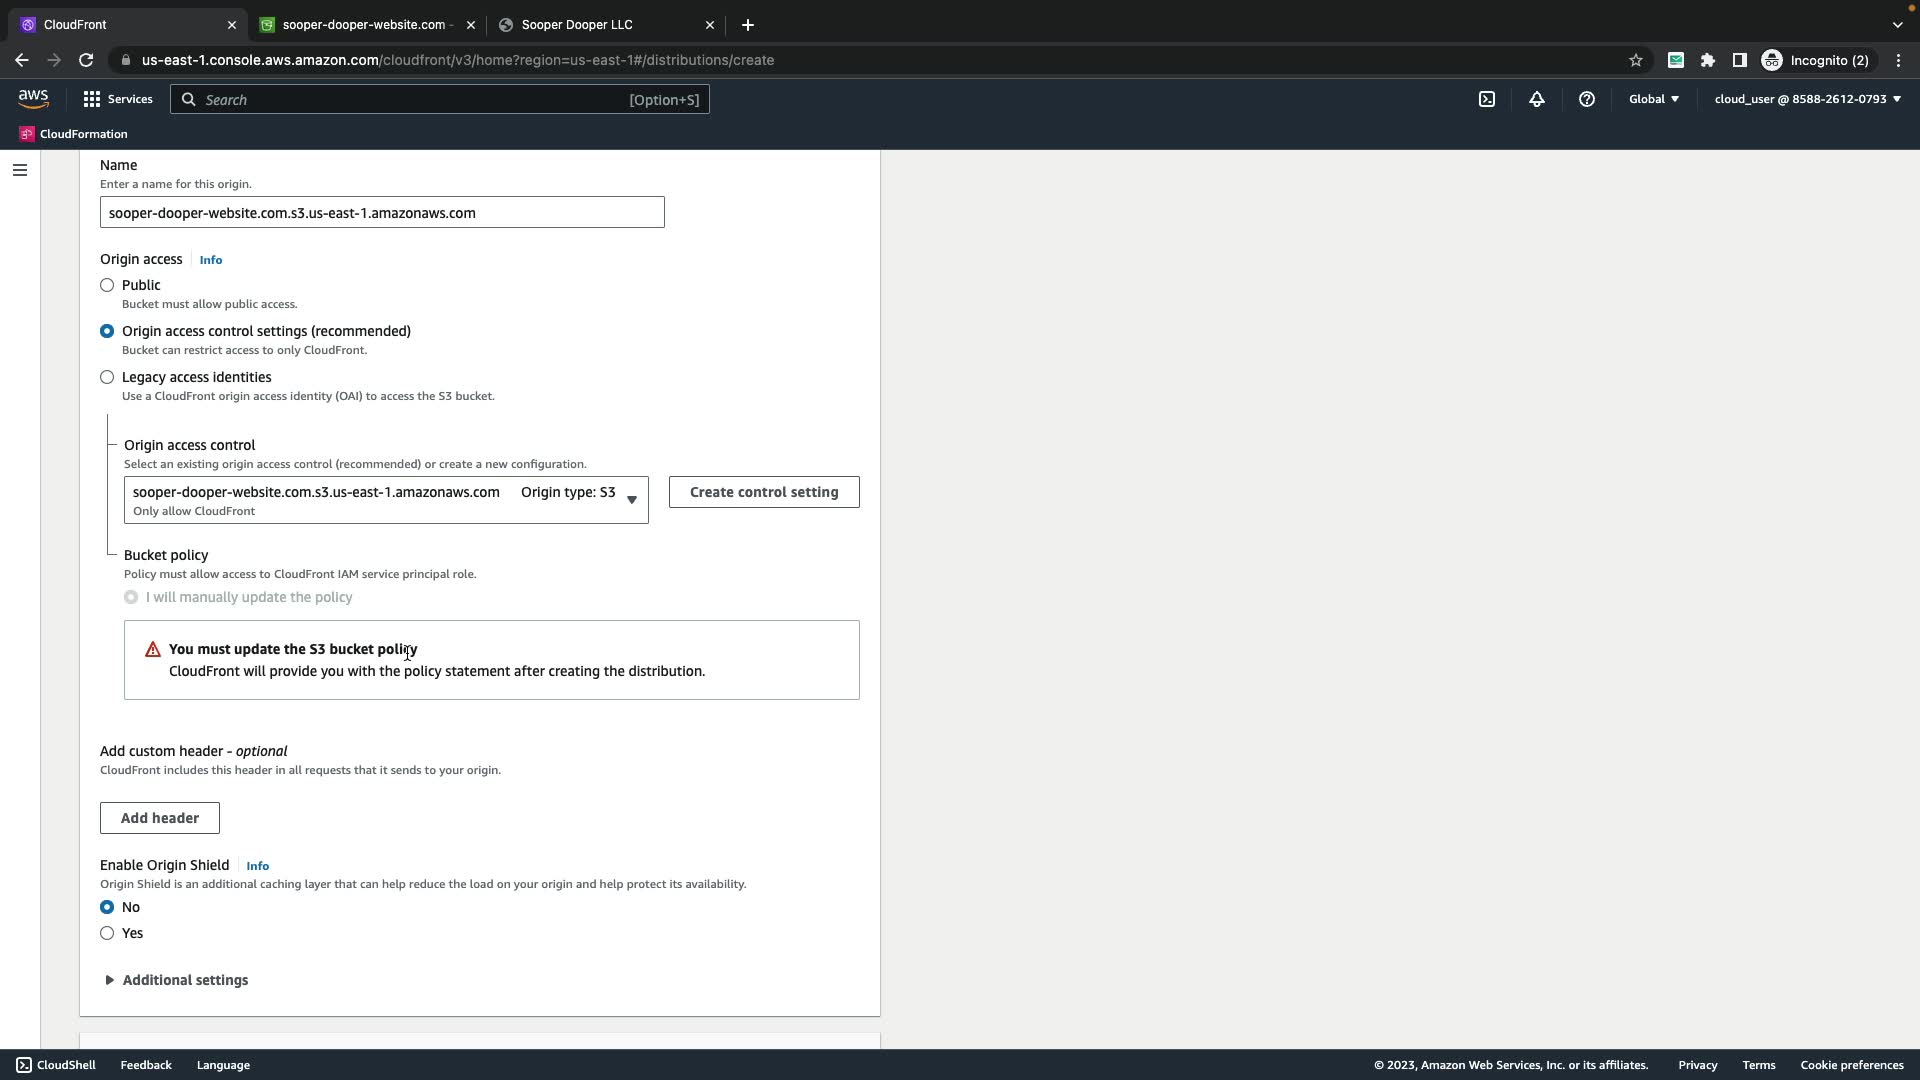 CloudFront
sooper-dooper-website.com -
Sooper Dooper LLC
us-east-1.console.aws.amazon.com/cloudfront/v3/home?region=us-east-1#/distributions/create
Incognito (2)
aws
Services
Search
[Option+S]
Global
cloud_user @ 8588-2612-0793
CloudFormation
Name
Enter a name for this origin.
sooper-dooper-website.com.s3.us-east-1.amazonaws.com
Origin access
Info
Public
Bucket must allow public access.
Origin access control settings (recommended)
Bucket can restrict access to only CloudFront.
Legacy access identities
Use a CloudFront origin access identity (OAI) to access the S3 bucket.
Origin access control
Select an existing origin access control (recommended) or create a new configuration.
sooper-dooper-website.com.s3.us-east-1.amazonaws.com
Origin type: S3
Only allow CloudFront
Create control setting
Bucket policy
Policy must allow access to CloudFront IAM service principal role.
I will manually update the policy
You must update the S3 bucket policy
CloudFront will provide you with the policy statement after creating the distribution.
Add custom header - optional
CloudFront includes this header in all requests that it sends to your origin.
Add header
Enable Origin Shield
Info
Origin Shield is an additional caching layer that can help reduce the load on your origin and help protect its availability.
No
Yes
Additional settings
CloudShell
Feedback
Language
© 2023, Amazon Web Services, Inc. or its affiliates.
Privacy
Terms
Cookie preferences